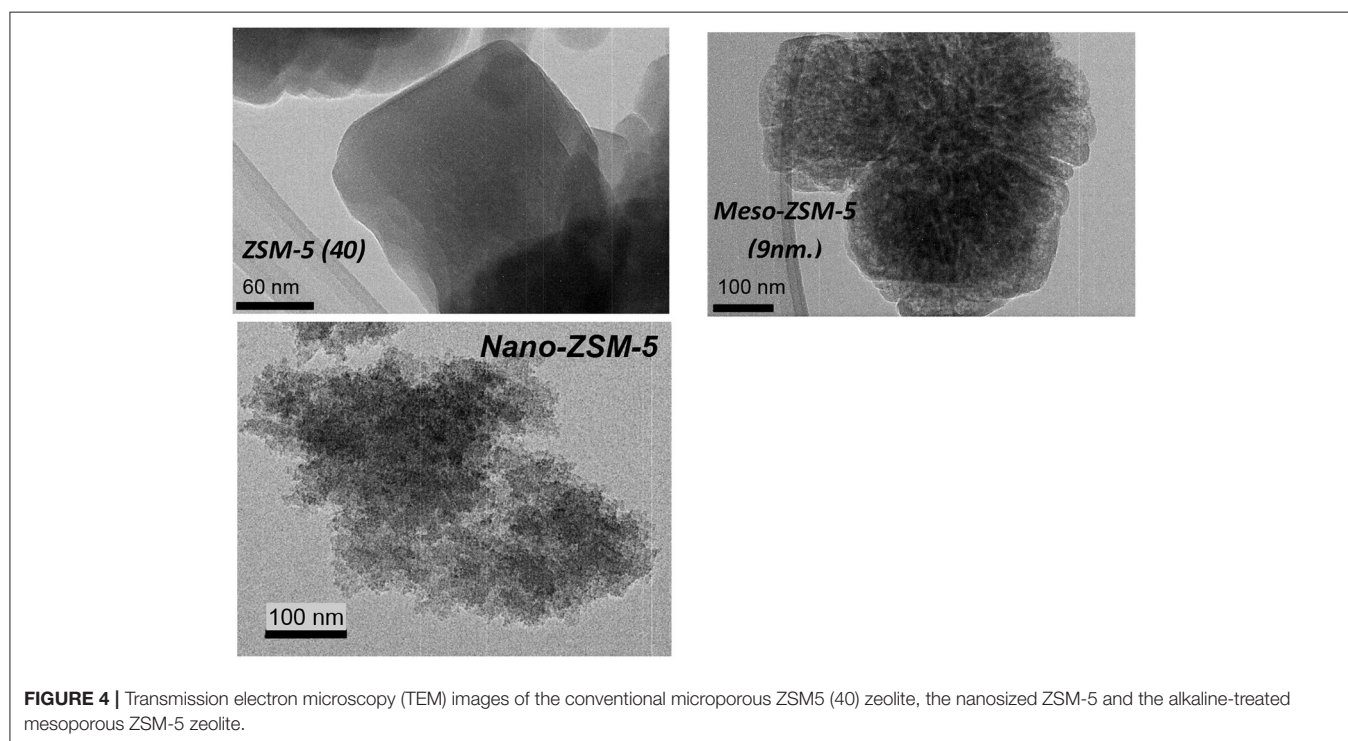 ZSM-5 (40)
60 nm
Meso-ZSM-5
(9nm.)
100 nm
Nano-ZSM-5
100 nm
FIGURE 4 | Transmission electron microscopy (TEM) images of the conventional microporous ZSM5 (40) zeolite, the nanosized ZSM-5 and the alkaline-treated
mesoporous ZSM-5 zeolite.